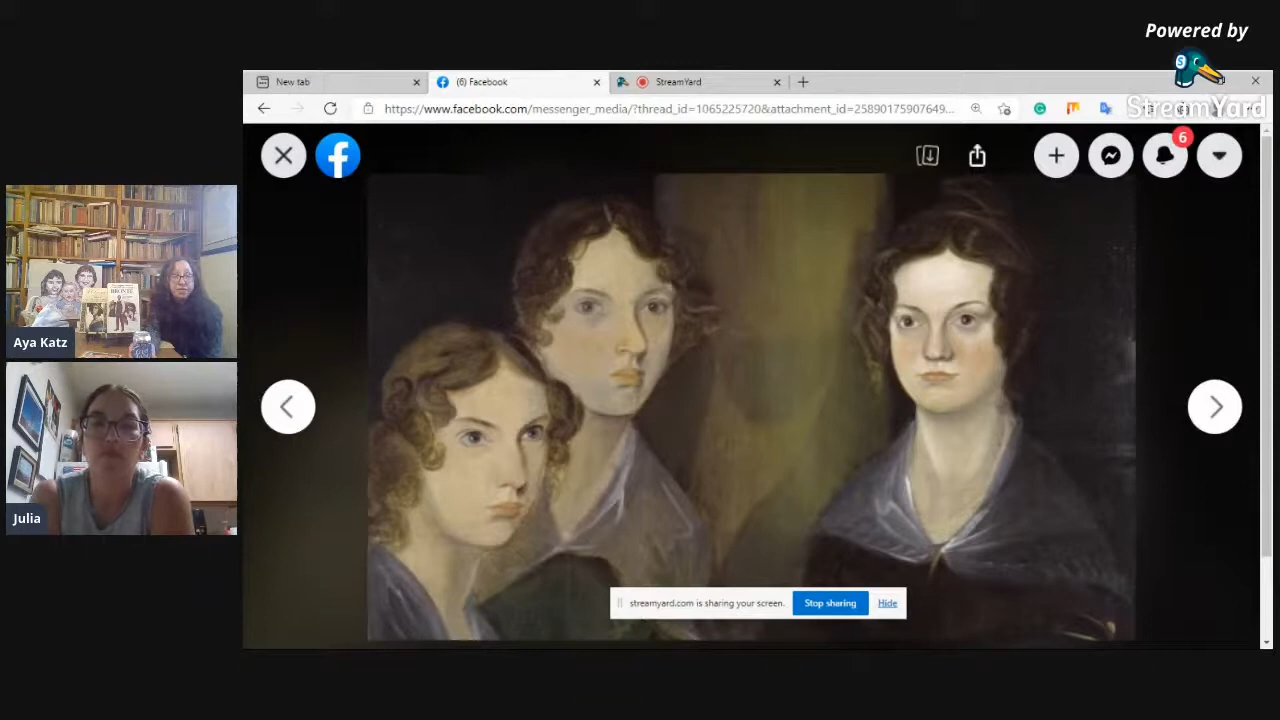 Powered by
StreamYard
New tab
(6) Facebook
StreamYard
https://www.facebook.com/messenger_media/?thread_id=1065225720&attachment_id=25890175907649...
6
BRONTË
Aya Katz
Julia
streamyard.com is sharing your screen.
Stop sharing
Hide